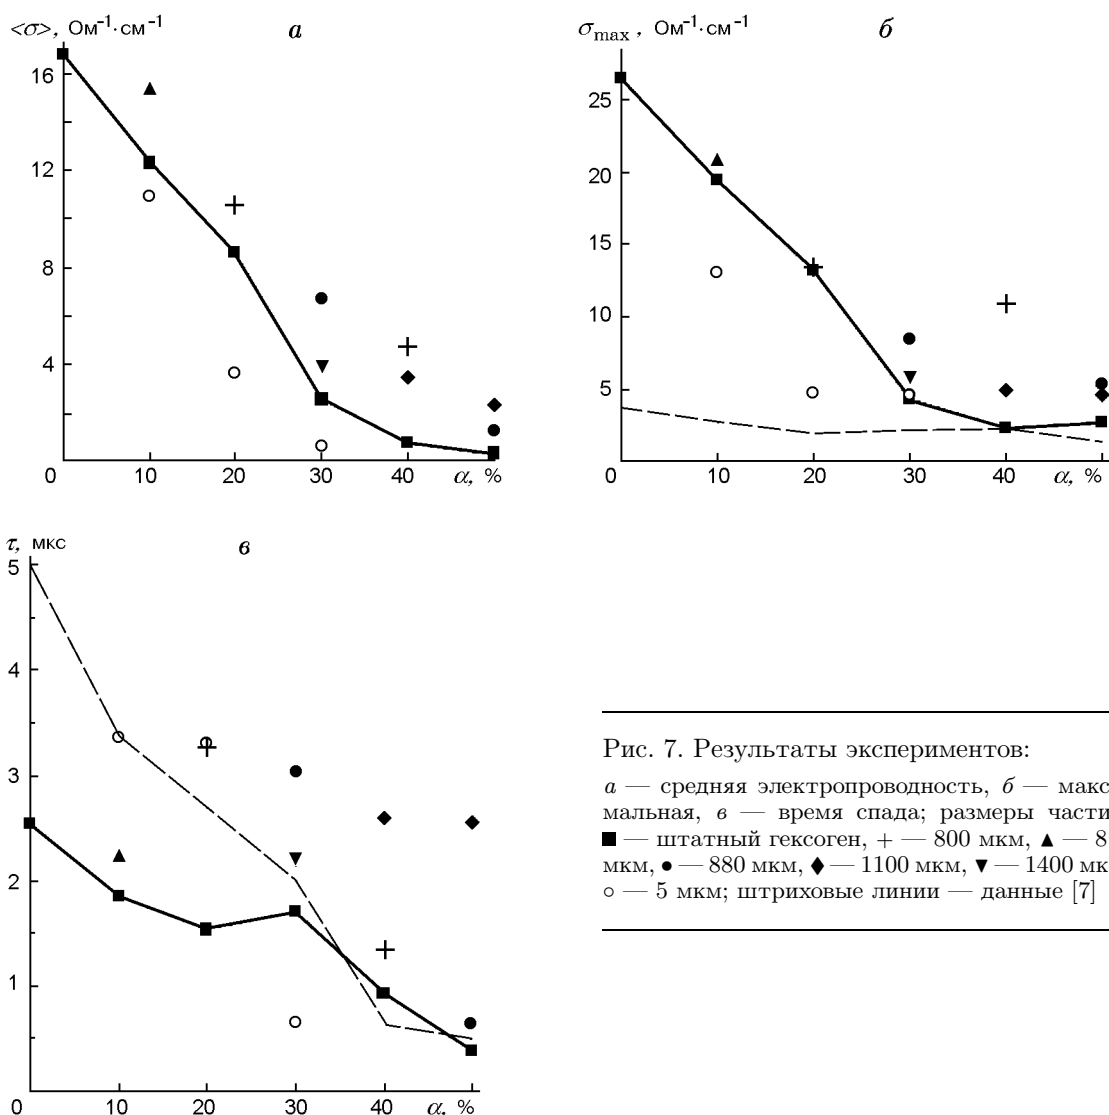 <σ>, Ом⁻¹·см⁻¹
а
16
12
8
4
0
10
20
30
40
α, %
σmax , Ом⁻¹·см⁻¹
б
25
20
15
10
5
0
10
20
30
40
α, %
τ, мкс
в
5
4
3
2
1
0
10
20
30
40
α. %
Рис. 7. Результаты экспериментов:
а — средняя электропроводность, б — макс
мальная, в — время спада; размеры части
■ — штатный гексоген, + — 800 мкм, ▲ — 8
мкм, ● — 880 мкм, ♦ — 1100 мкм, ▼ — 1400 мк
○ — 5 мкм; штриховые линии — данные [7]